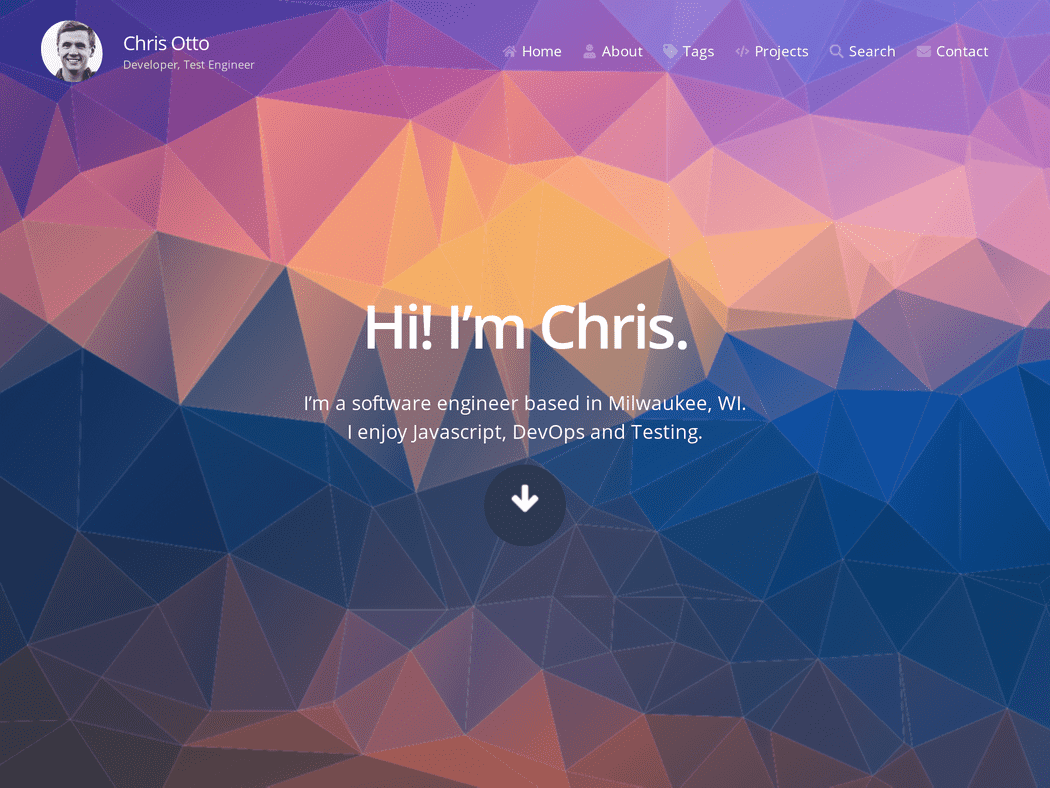 Chris Otto
Developer, Test Engineer
Home About Tags Projects Search Contact
Hi! I'm Chris.
I'm a software engineer based in Milwaukee, WI.
I enjoy Javascript, DevOps and Testing.